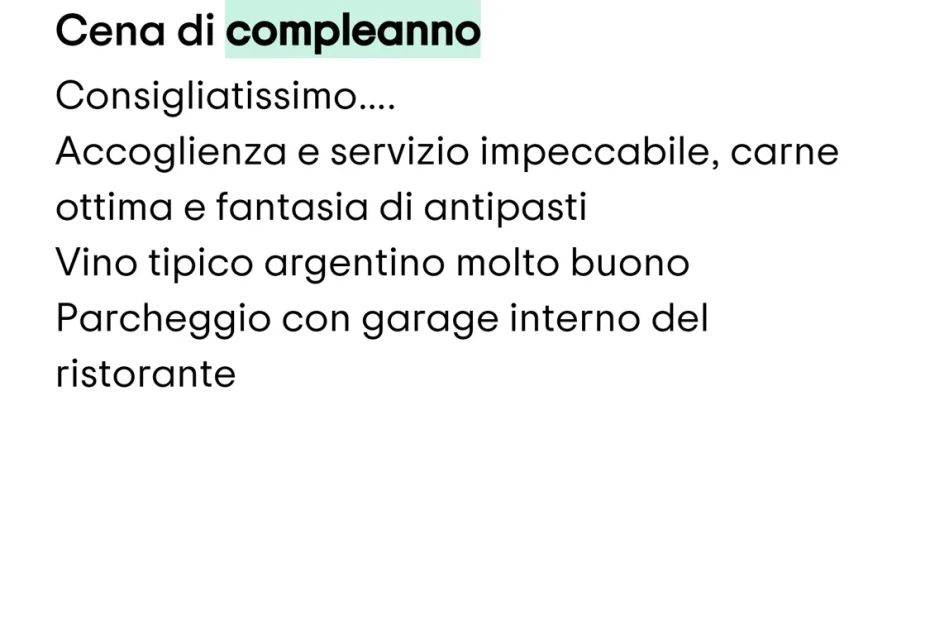 Cena di compleanno
Consigliatissimo....
Accoglienza e servizio impeccabile, carne
ottima e fantasia di antipasti
Vino tipico argentino molto buono
Parcheggio con garage interno del
ristorante